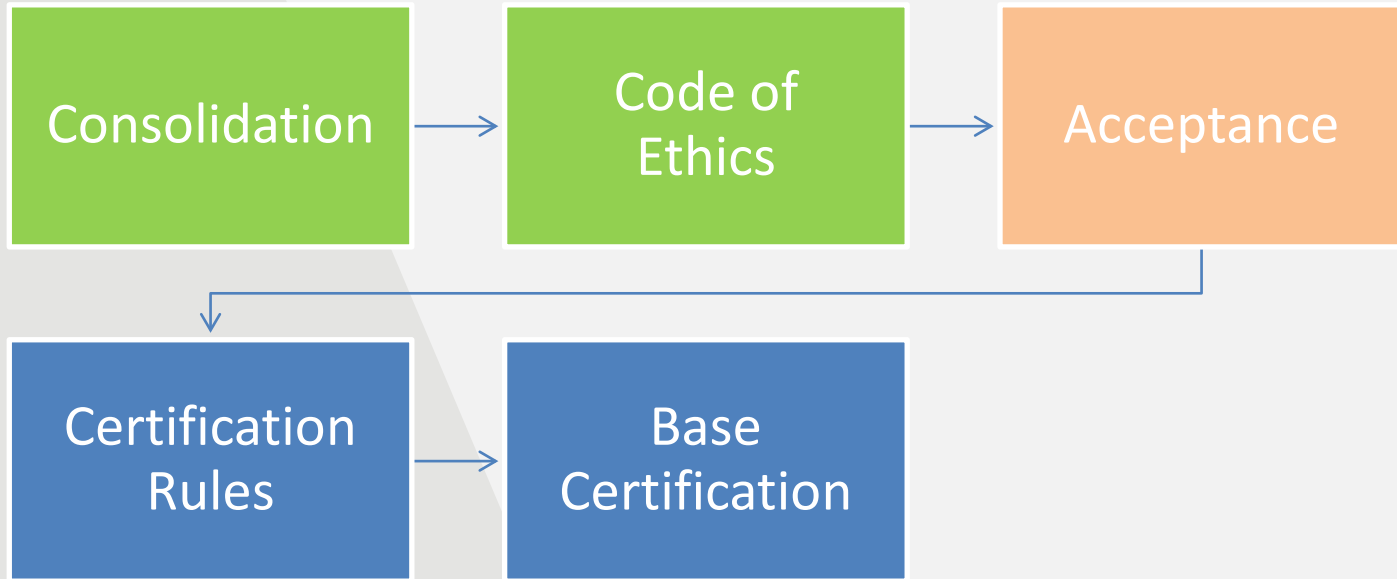 Consolidation
Code of
Ethics
Acceptance
Certification
Rules
Base
Certification